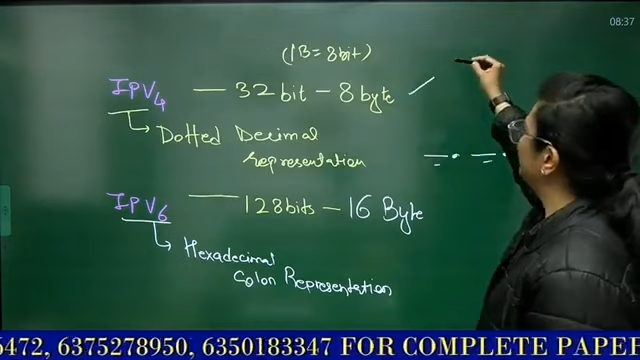 08:37
(1B = 8bit)
IPV4 — 32 bit – 8 byte
Dotted Decimal
representation
IPV6 — 128bits – 16 Byte
Hexadecimal
Colon Representation
5472, 6375278950, 6350183347 FOR COMPLETE PAPER